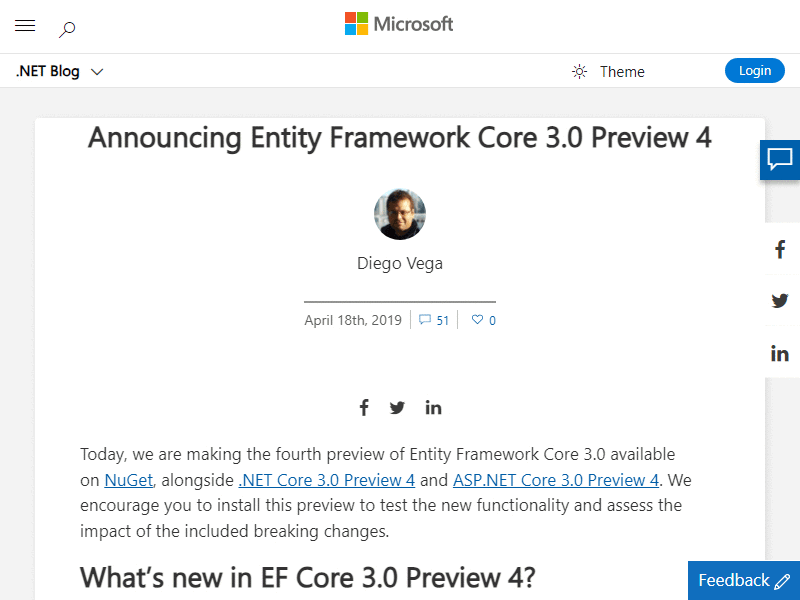 Microsoft
.NET Blog
Theme
Login
Announcing Entity Framework Core 3.0 Preview 4
Diego Vega
April 18th, 2019 51 0
Today, we are making the fourth preview of Entity Framework Core 3.0 available
on NuGet, alongside .NET Core 3.0 Preview 4 and ASP.NET Core 3.0 Preview 4. We
encourage you to install this preview to test the new functionality and assess the
impact of the included breaking changes.
What’s new in EF Core 3.0 Preview 4?
Feedback